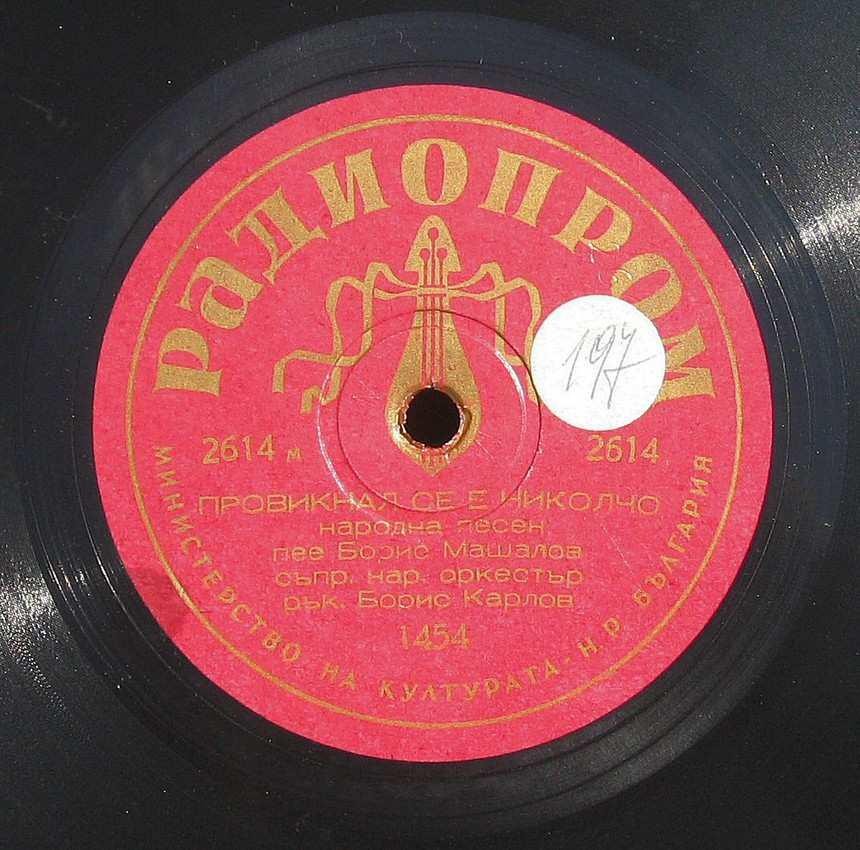 РАДИОПРОМ
197
2614 м 2614
ПРОВИКНАЛ СЕ Е НИКОЛЧО
народна песен
пее Борис Машалов
съпр. нар. оркестър
рък. Борис Карлов
1454
МИНИСТЕРСТВО НА КУЛТУРАТА - Н. Р. БЪЛГАРИЯ